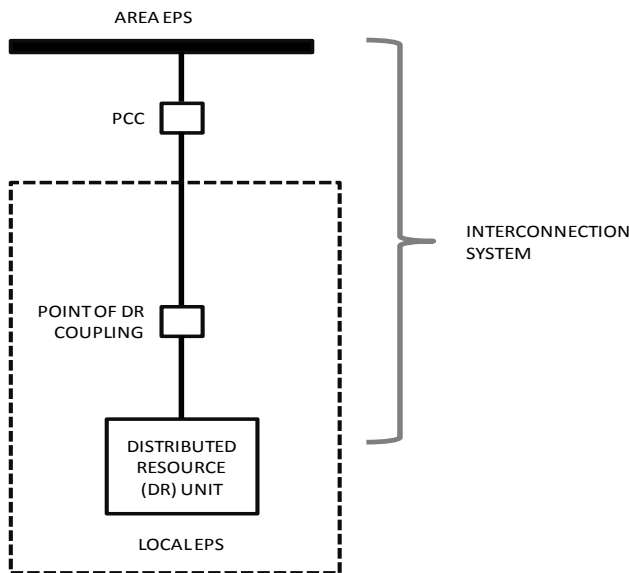 AREA EPS
PCC
INTERCONNECTION
SYSTEM
POINT OF DR
COUPLING
DISTRIBUTED
RESOURCE
(DR) UNIT
LOCAL EPS